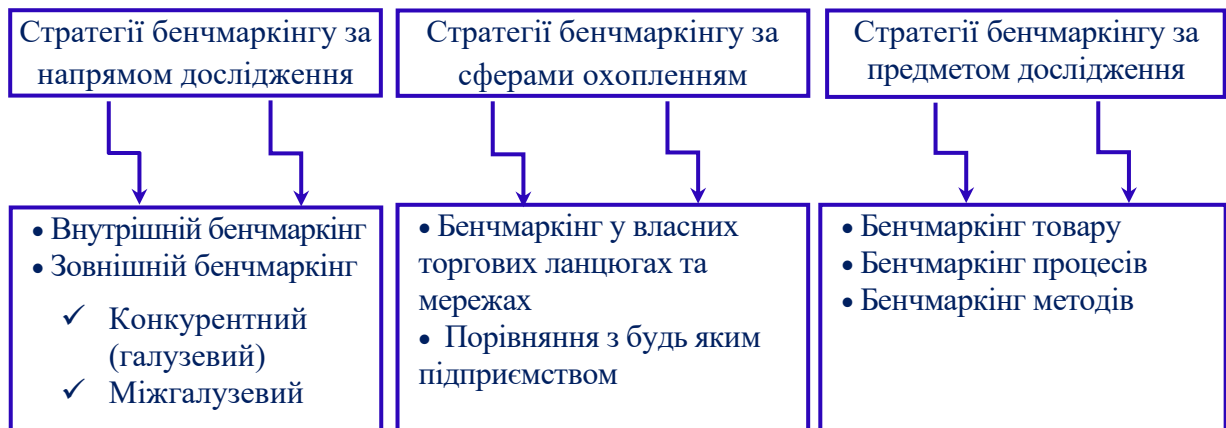 Стратегії бенчмаркінгу за
напрямом дослідження
Стратегії бенчмаркінгу за
сферами охопленням
Стратегії бенчмаркінгу за
предметом дослідження
• Внутрішній бенчмаркінг
• Зовнішній бенчмаркінг
✓ Конкурентний
(галузевий)
✓ Міжгалузевий
• Бенчмаркінг у власних
торгових ланцюгах та
мережах
• Порівняння з будь яким
підприємством
• Бенчмаркінг товару
• Бенчмаркінг процесів
• Бенчмаркінг методів